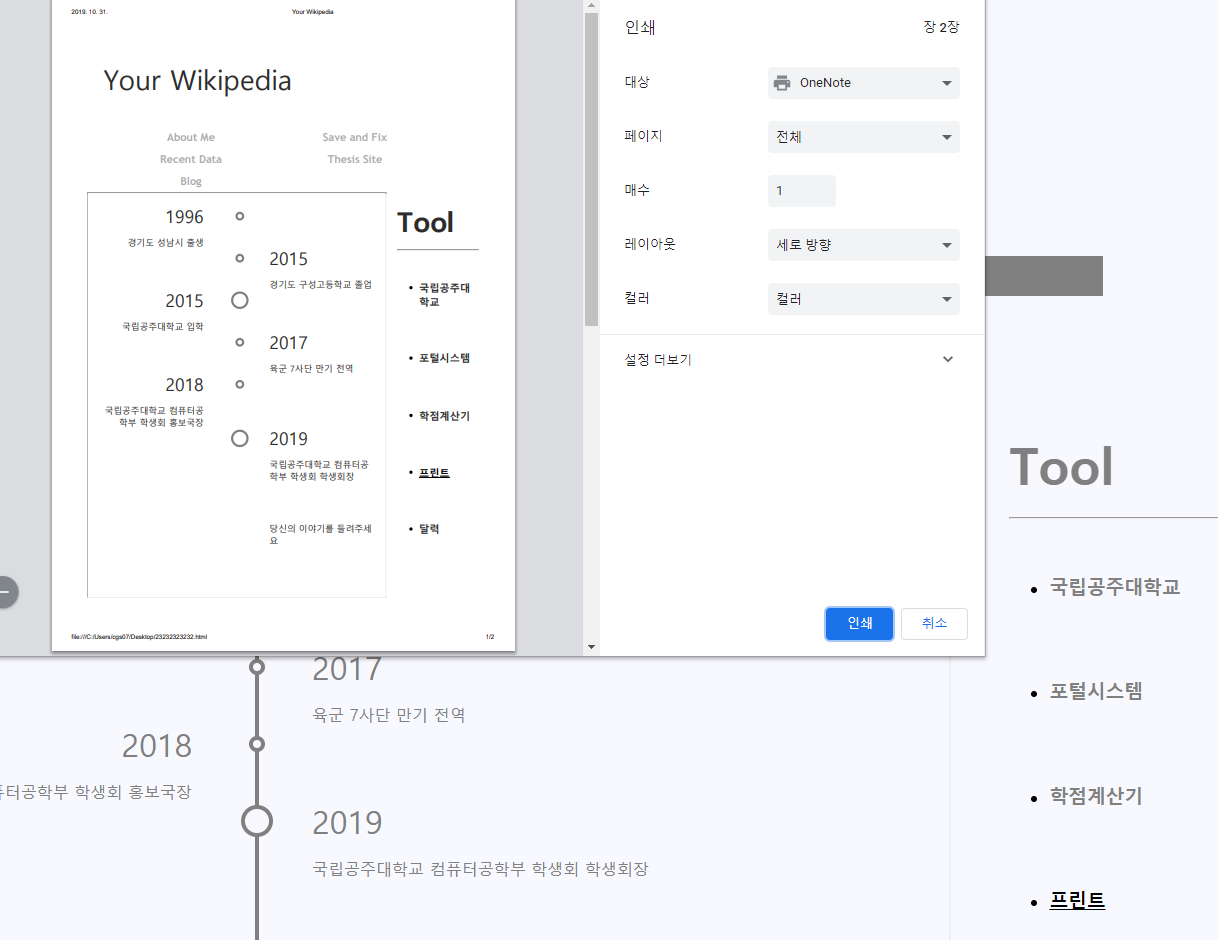 2019. 10. 31.
Your Wikipedia
Your Wikipedia
About Me
Save and Fix
Recent Data
Thesis Site
Blog
1996
경기도 성남시 출생
2015
경기도 구성고등학교 졸업
2015
국립공주대학교 입학
2017
육군 7사단 만기 전역
2018
국립공주대학교 컴퓨터공
학부 학생회 홍보국장
2019
국립공주대학교 컴퓨터공
학부 학생회 학생회장
당신의 이야기를 들려주세
요
Tool
• 국립공주대
학교
• 포털시스템
• 학점계산기
• 프린트
• 달력
file:///C:/Users/cgs07/Desktop/23232323232.html
1/2
인쇄
장 2장
대상
OneNote
페이지
전체
매수
1
레이아웃
세로 방향
컬러
컬러
설정 더보기
인쇄
취소
2017
육군 7사단 만기 전역
2018
퓨터공학부 학생회 홍보국장
2019
국립공주대학교 컴퓨터공학부 학생회 학생회장
Tool
• 국립공주대학교
• 포털시스템
• 학점계산기
• 프린트